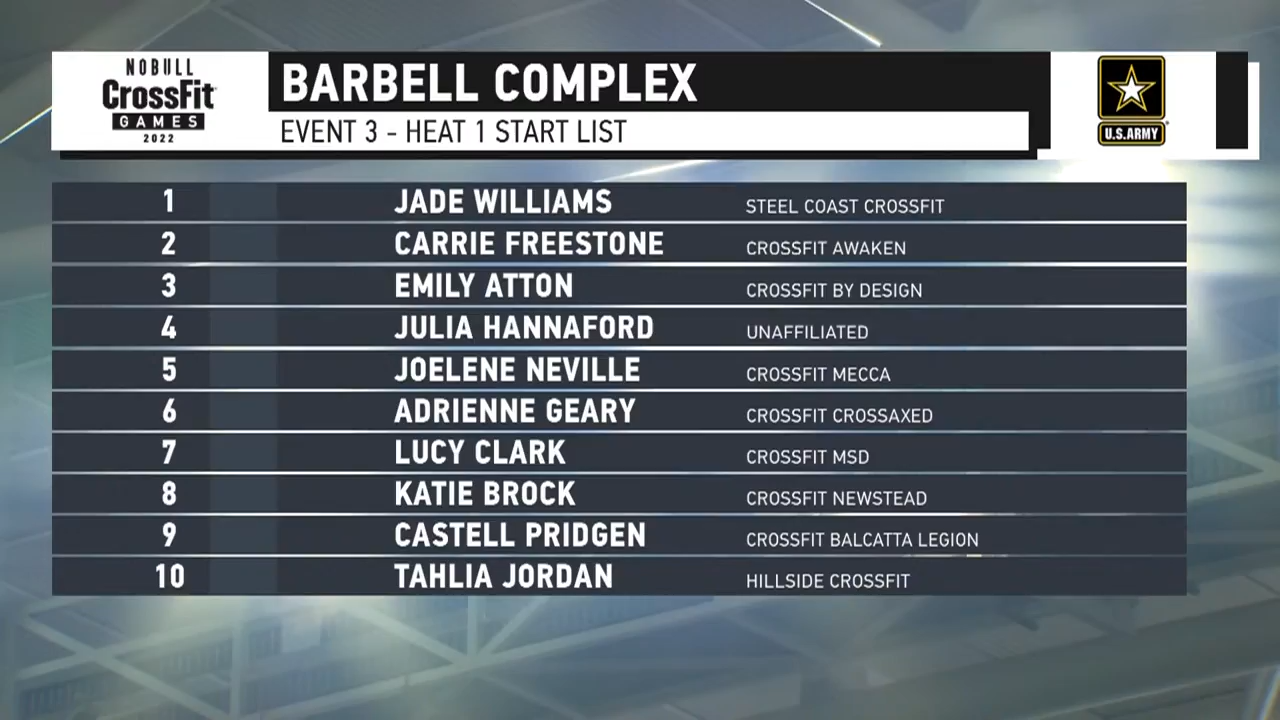 NOBULL
CrossFit
GAMES
2022
BARBELL COMPLEX
EVENT 3 - HEAT 1 START LIST
U.S.ARMY
1 JADE WILLIAMS STEEL COAST CROSSFIT
2 CARRIE FREESTONE CROSSFIT AWAKEN
3 EMILY ATTON CROSSFIT BY DESIGN
4 JULIA HANNAFORD UNAFFILIATED
5 JOELENE NEVILLE CROSSFIT MECCA
6 ADRIENNE GEARY CROSSFIT CROSSAXED
7 LUCY CLARK CROSSFIT MSD
8 KATIE BROCK CROSSFIT NEWSTEAD
9 CASTELL PRIDGEN CROSSFIT BALCATTA LEGION
10 TAHLIA JORDAN HILLSIDE CROSSFIT